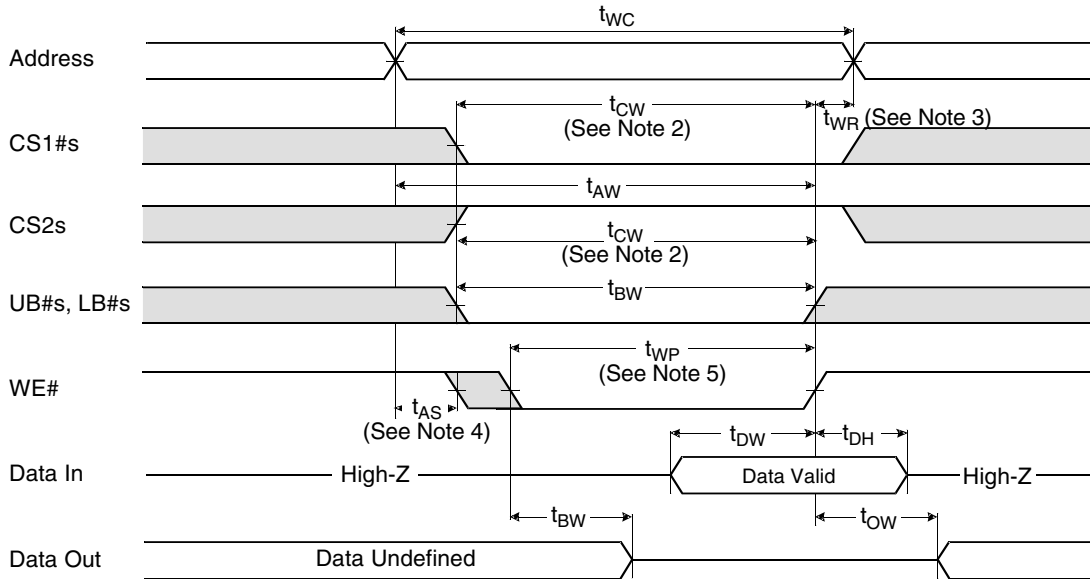 tWC
Address
tCW
(See Note 2)
tWR (See Note 3)
CS1#s
tAW
CS2s
tCW
(See Note 2)
UB#s, LB#s
tBW
tWP
(See Note 5)
WE#
tAS
(See Note 4)
tDW
tDH
Data In
High-Z
Data Valid
High-Z
tBW
tOW
Data Out
Data Undefined